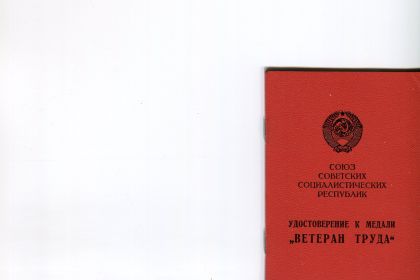 СОЮЗ
СОВЕТСКИХ
СОЦИАЛИСТИЧЕСКИХ
РЕСПУБЛИК
УДОСТОВЕРЕНИЕ К МЕДАЛИ
„ВЕТЕРАН ТРУДА“